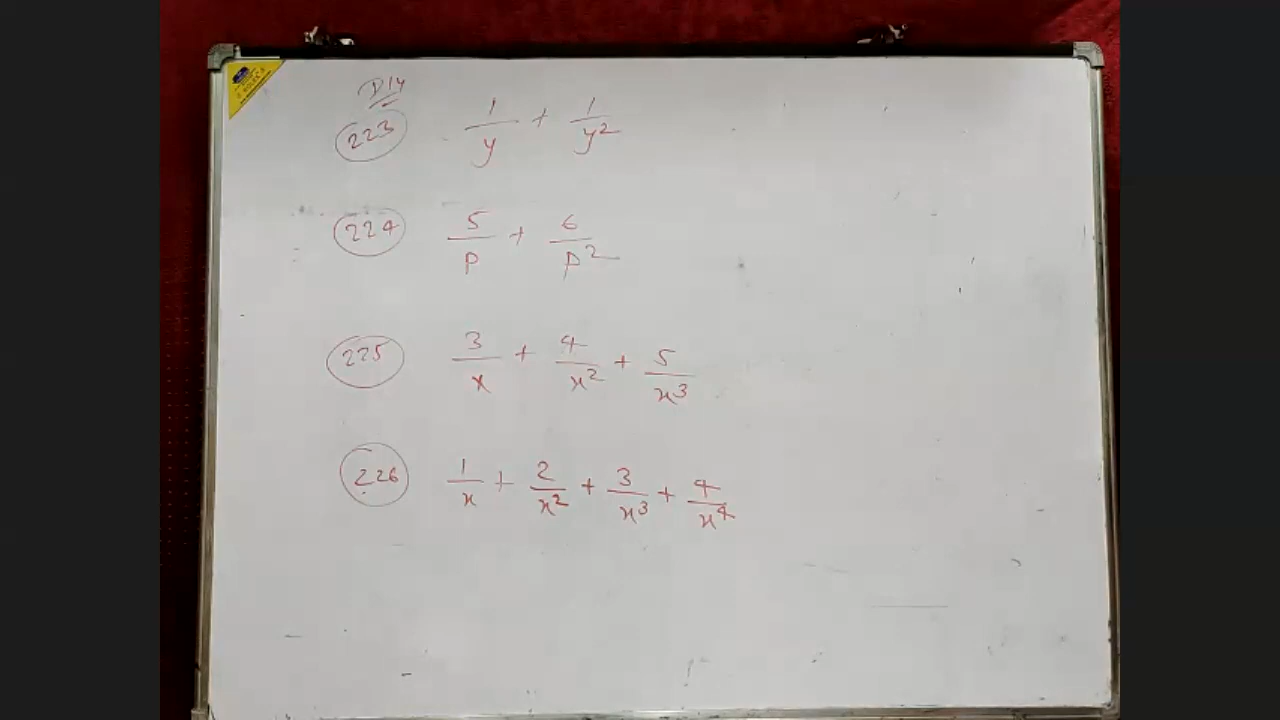 DIY
223 1/y + 1/y²
224 5/p + 6/p²
225 3/x + 4/x² + 5/x³
226 1/x + 2/x² + 3/x³ + 4/x⁴